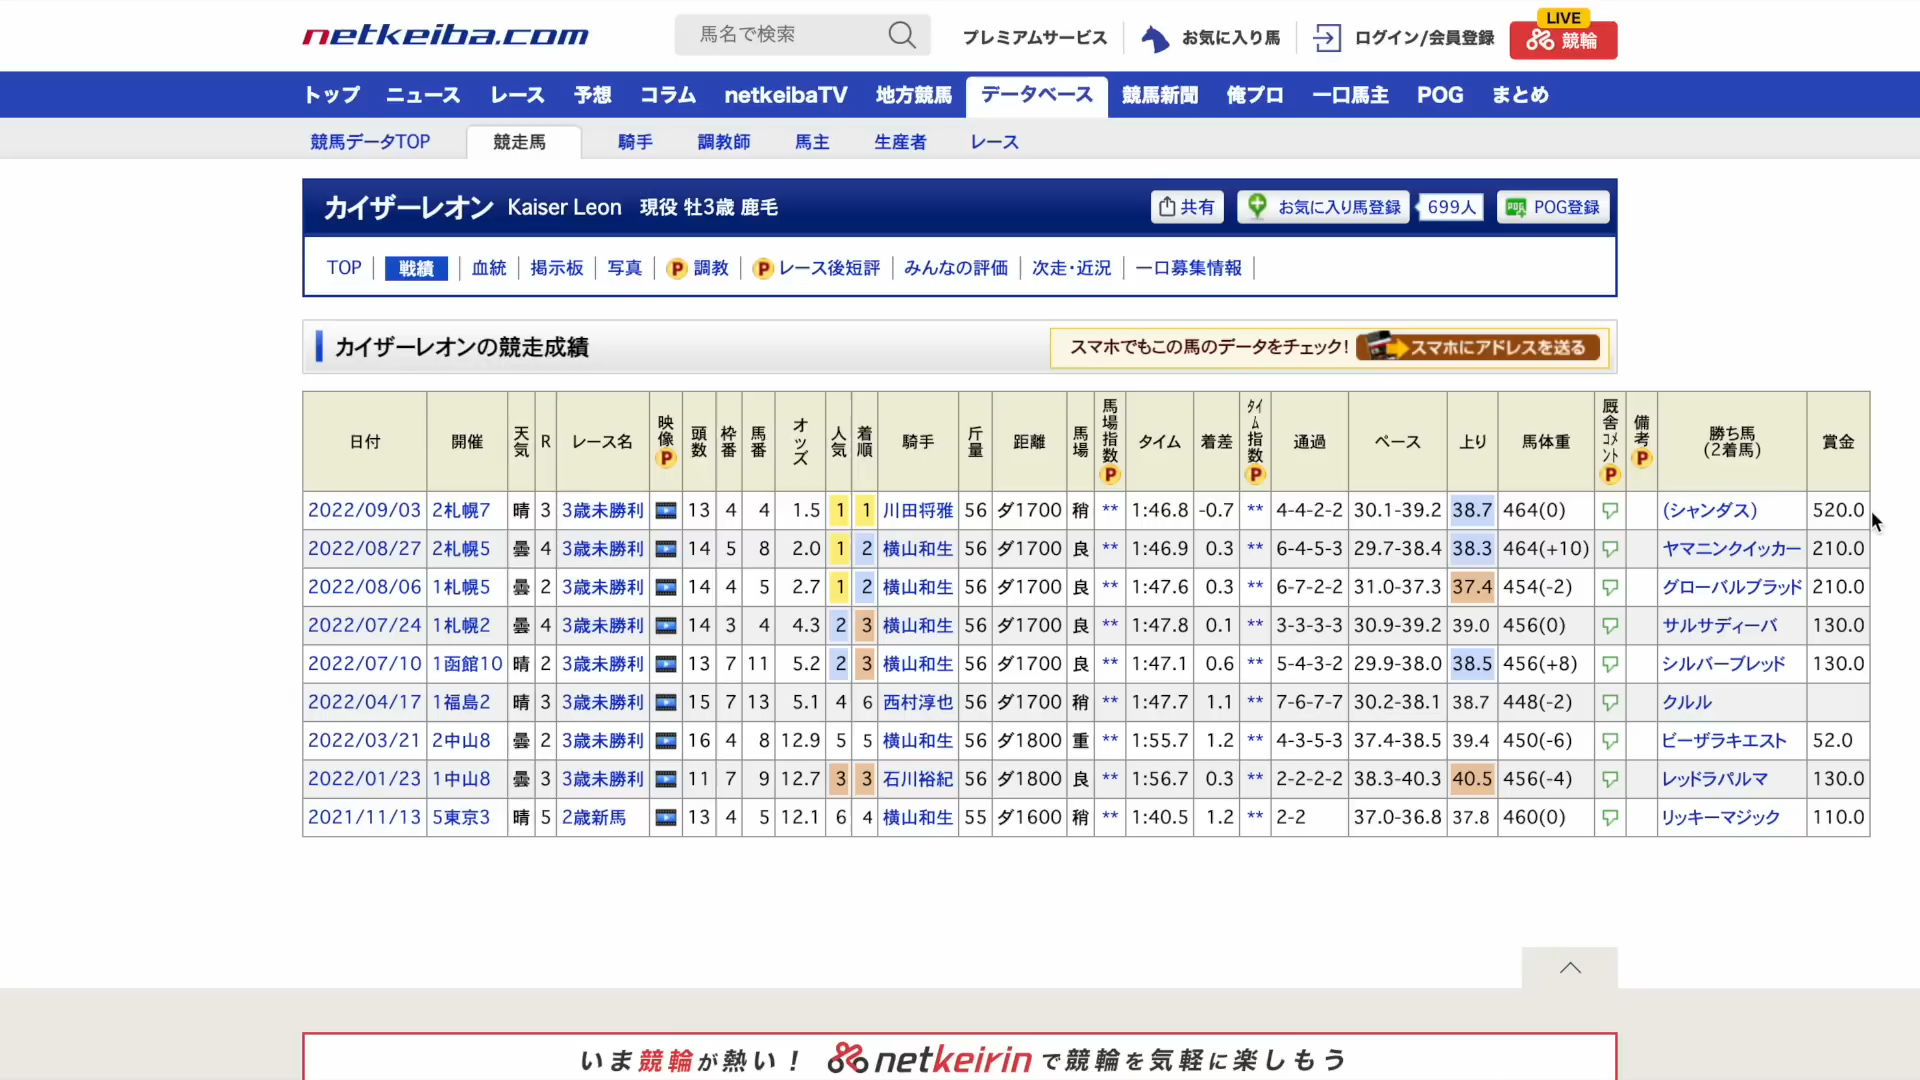 netkeiba.com
馬名で検索
プレミアムサービス
お気に入り馬
ログイン/会員登録
LIVE
競輪
トップ ニュース レース 予想 コラム netkeibaTV 地方競馬 データベース 競馬新聞 俺プロ 一口馬主 POG まとめ
競馬データTOP 競走馬 騎手 調教師 馬主 生産者 レース
カイザーレオン Kaiser Leon 現役 牡3歳 鹿毛
共有 お気に入り馬登録 699人 POG登録
TOP 戦績 血統 掲示板 写真 P 調教 P レース後短評 みんなの評価 次走・近況 一口募集情報
カイザーレオンの競走成績
スマホでもこの馬のデータをチェック! スマホにアドレスを送る
日付 開催 天気 R レース名 映像P 頭数 枠番 馬番 オッズ 人気 着順 騎手 斤量 距離 馬場 馬場指数P タイム 着差 タイム指数P 通過 ペース 上り 馬体重 厩舎コメントP 備考P 勝ち馬(2着馬) 賞金
2022/09/03 2札幌7 晴 3 3歳未勝利 13 4 4 1.5 1 1 川田将雅 56 ダ1700 稍 ** 1:46.8 -0.7 ** 4-4-2-2 30.1-39.2 38.7 464(0) (シャンダス) 520.0
2022/08/27 2札幌5 曇 4 3歳未勝利 14 5 8 2.0 1 2 横山和生 56 ダ1700 良 ** 1:46.9 0.3 ** 6-4-5-3 29.7-38.4 38.3 464(+10) ヤマニンクイッカー 210.0
2022/08/06 1札幌5 曇 2 3歳未勝利 14 4 5 2.7 1 2 横山和生 56 ダ1700 良 ** 1:47.6 0.3 ** 6-7-2-2 31.0-37.3 37.4 454(-2) グローバルブラッド 210.0
2022/07/24 1札幌2 曇 4 3歳未勝利 14 3 4 4.3 2 3 横山和生 56 ダ1700 良 ** 1:47.8 0.1 ** 3-3-3-3 30.9-39.2 39.0 456(0) サルサディーバ 130.0
2022/07/10 1函館10 晴 2 3歳未勝利 13 7 11 5.2 2 3 横山和生 56 ダ1700 良 ** 1:47.1 0.6 ** 5-4-3-2 29.9-38.0 38.5 456(+8) シルバーブレッド 130.0
2022/04/17 1福島2 晴 3 3歳未勝利 15 7 13 5.1 4 6 西村淳也 56 ダ1700 稍 ** 1:47.7 1.1 ** 7-6-7-7 30.2-38.1 38.7 448(-2) クルル
2022/03/21 2中山8 曇 2 3歳未勝利 16 4 8 12.9 5 5 横山和生 56 ダ1800 重 ** 1:55.7 1.2 ** 4-3-5-3 37.4-38.5 39.4 450(-6) ビーザラキエスト 52.0
2022/01/23 1中山8 曇 3 3歳未勝利 11 7 9 12.7 3 3 石川裕紀 56 ダ1800 良 ** 1:56.7 0.3 ** 2-2-2-2 38.3-40.3 40.5 456(-4) レッドラパルマ 130.0
2021/11/13 5東京3 晴 5 2歳新馬 13 4 5 12.1 6 4 横山和生 55 ダ1600 稍 ** 1:40.5 1.2 ** 2-2 37.0-36.8 37.8 460(0) リッキーマジック 110.0
いま競輪が熱い! netkeirin で競輪を気軽に楽しもう